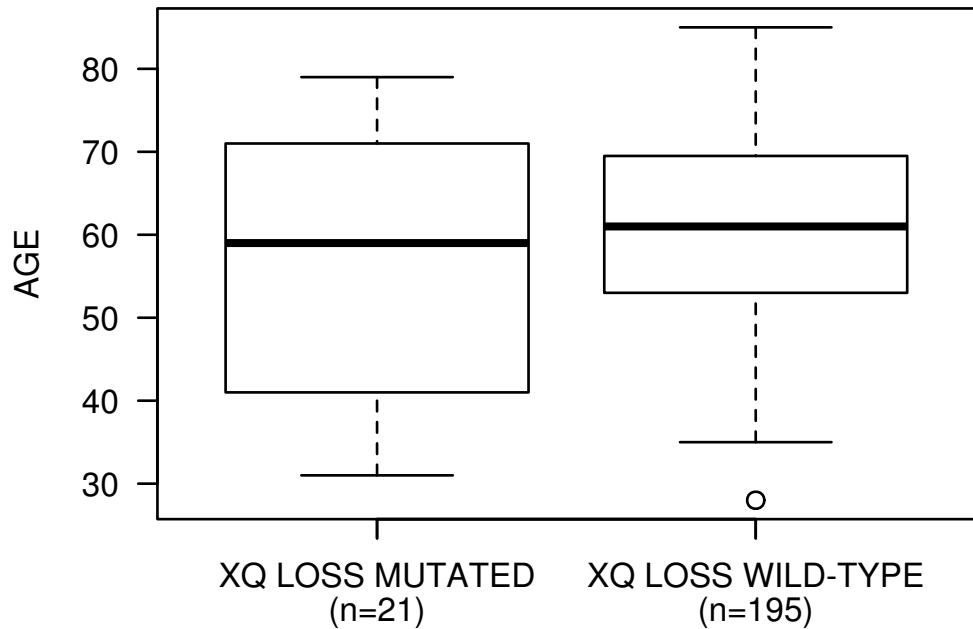 AGE
80
70
60
50
40
30
XQ LOSS MUTATED
(n=21)
XQ LOSS WILD-TYPE
(n=195)